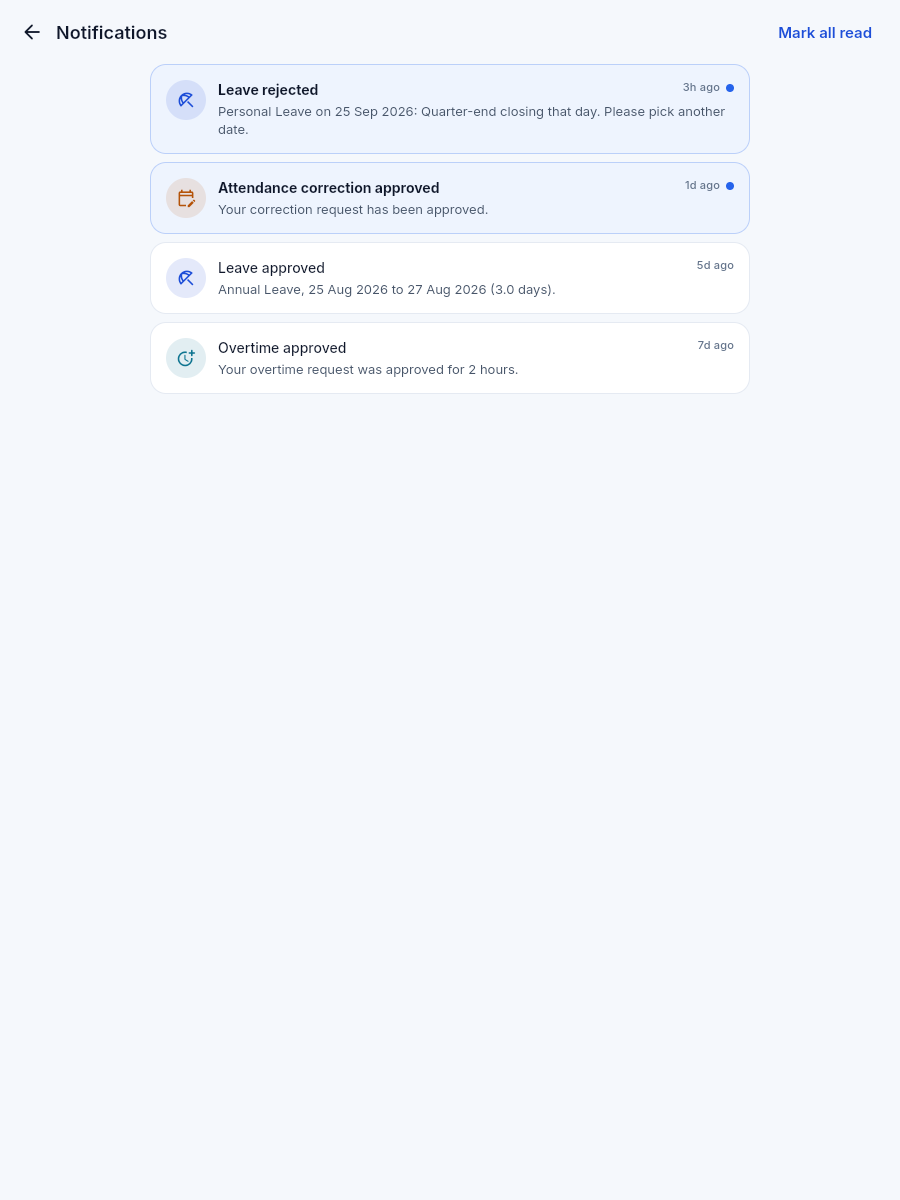 Notifications
Mark all read
Leave rejected
3h ago
Personal Leave on 25 Sep 2026: Quarter-end closing that day. Please pick another
date.
Attendance correction approved
1d ago
Your correction request has been approved.
Leave approved
5d ago
Annual Leave, 25 Aug 2026 to 27 Aug 2026 (3.0 days).
Overtime approved
7d ago
Your overtime request was approved for 2 hours.